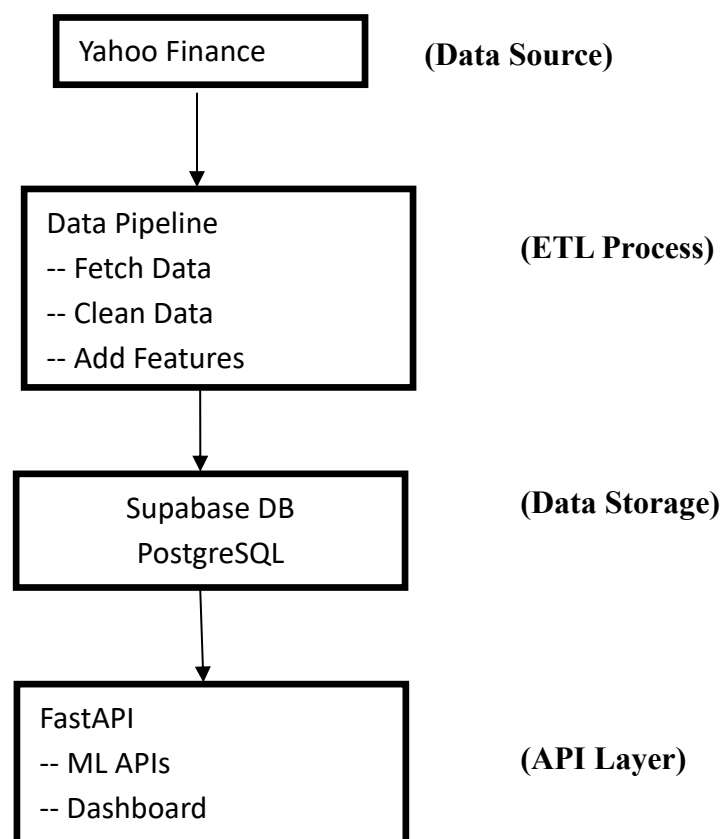 Yahoo Finance
(Data Source)
Data Pipeline
-- Fetch Data
-- Clean Data
-- Add Features
(ETL Process)
Supabase DB
PostgreSQL
(Data Storage)
FastAPI
-- ML APIs
-- Dashboard
(API Layer)